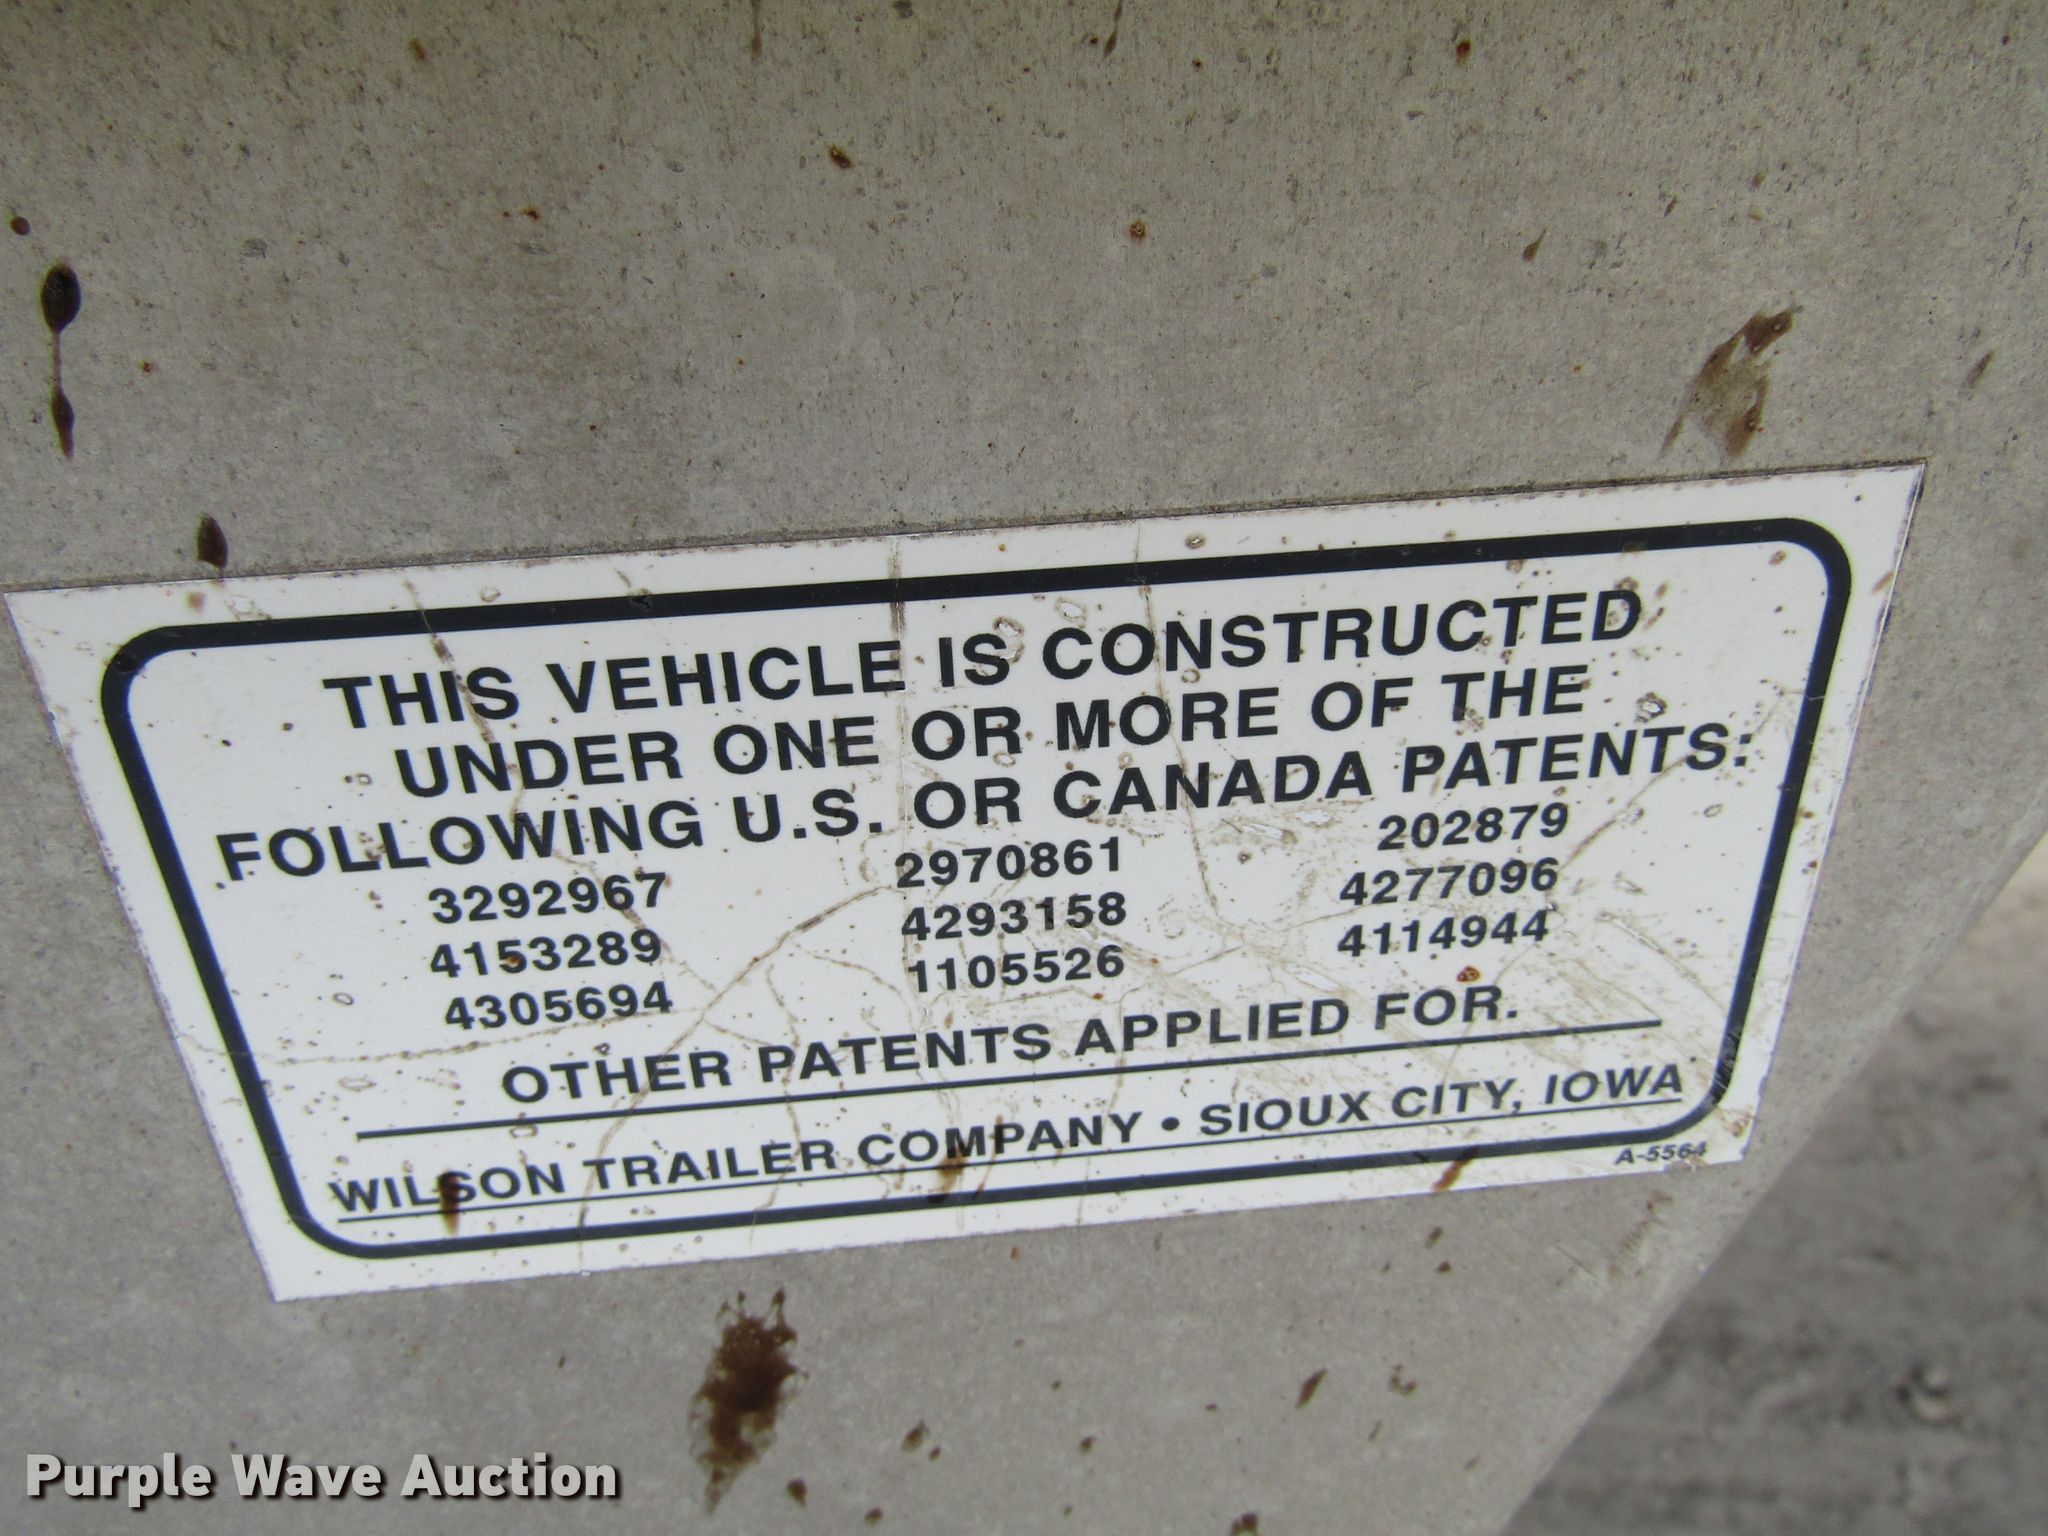 THIS VEHICLE IS CONSTRUCTED
UNDER ONE OR MORE OF THE
FOLLOWING U.S. OR CANADA PATENTS:
3292967 2970861 202879
4153289 4293158 4277096
4305694 1105526 4114944
OTHER PATENTS APPLIED FOR.
WILSON TRAILER COMPANY • SIOUX CITY, IOWA
A-5564
Purple Wave Auction